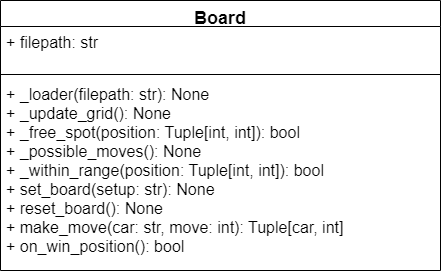 Board
+ filepath: str
+ _loader(filepath: str): None
+ _update_grid(): None
+ _free_spot(position: Tuple[int, int]): bool
+ _possible_moves(): None
+ _within_range(position: Tuple[int, int]): bool
+ set_board(setup: str): None
+ reset_board(): None
+ make_move(car: str, move: int): Tuple[car, int]
+ on_win_position(): bool